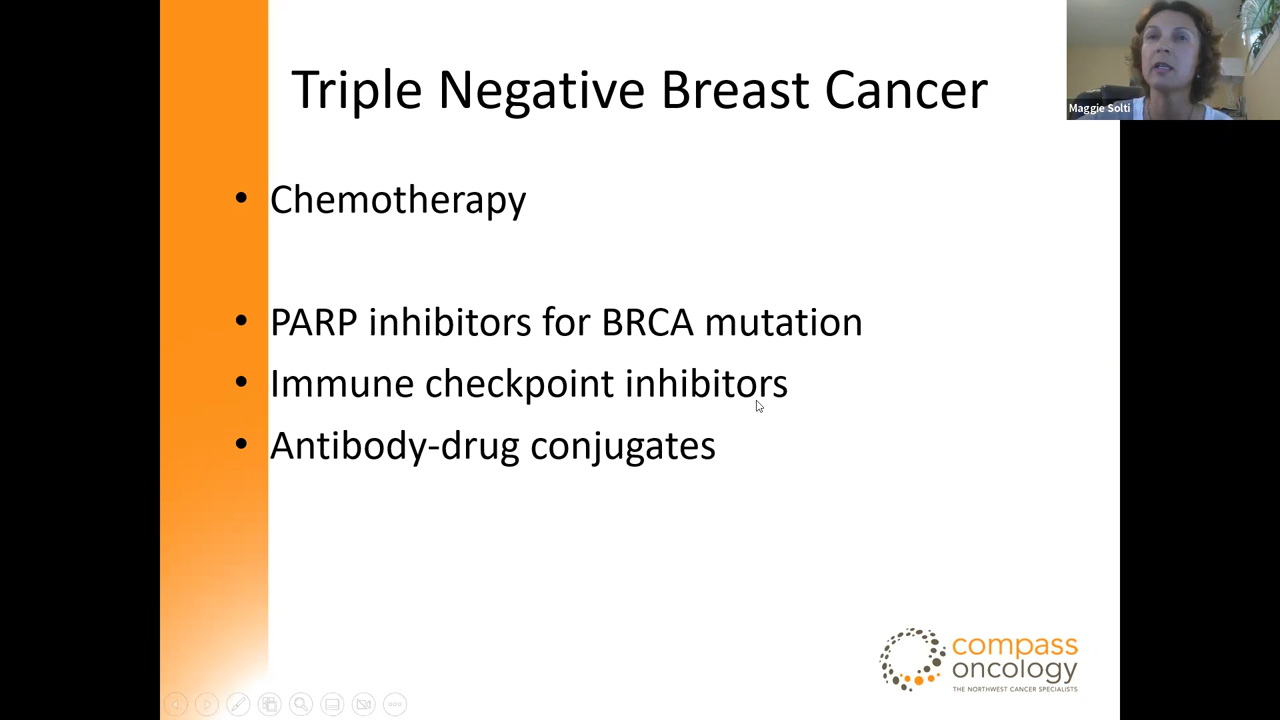 Triple Negative Breast Cancer
Maggie Solti
• Chemotherapy
• PARP inhibitors for BRCA mutation
• Immune checkpoint inhibitors
• Antibody-drug conjugates
compass
oncology
THE NORTHWEST CANCER SPECIALISTS